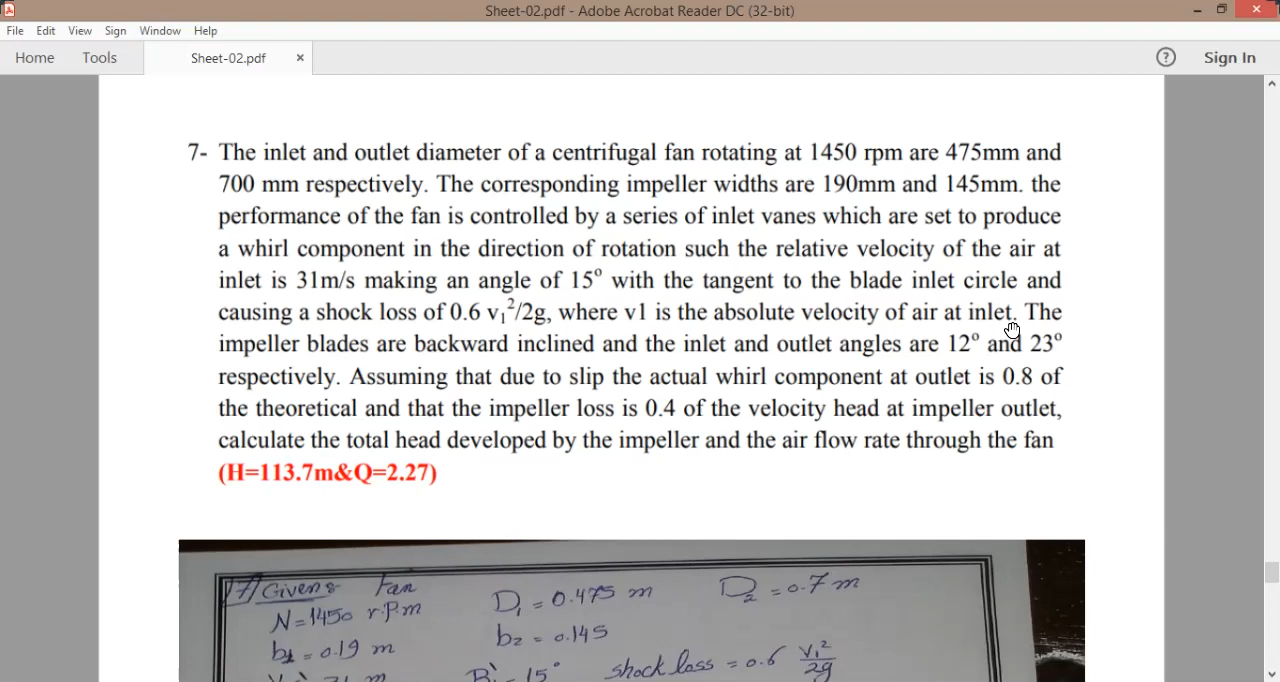 Sheet-02.pdf - Adobe Acrobat Reader DC (32-bit)
File Edit View Sign Window Help
Home Tools Sheet-02.pdf × ? Sign In
7- The inlet and outlet diameter of a centrifugal fan rotating at 1450 rpm are 475mm and
700 mm respectively. The corresponding impeller widths are 190mm and 145mm. the
performance of the fan is controlled by a series of inlet vanes which are set to produce
a whirl component in the direction of rotation such the relative velocity of the air at
inlet is 31m/s making an angle of 15° with the tangent to the blade inlet circle and
causing a shock loss of 0.6 v₁²/2g, where v1 is the absolute velocity of air at inlet. The
impeller blades are backward inclined and the inlet and outlet angles are 12° and 23°
respectively. Assuming that due to slip the actual whirl component at outlet is 0.8 of
the theoretical and that the impeller loss is 0.4 of the velocity head at impeller outlet,
calculate the total head developed by the impeller and the air flow rate through the fan
(H=113.7m&Q=2.27)
7) Givens Fan D₁ = 0.475 m D₂ = 0.7 m
N=1450 r.P.m
b₁ = 0.19 m b₂ = 0.145
= 15° shock loss = 0.6 V₁²/2g